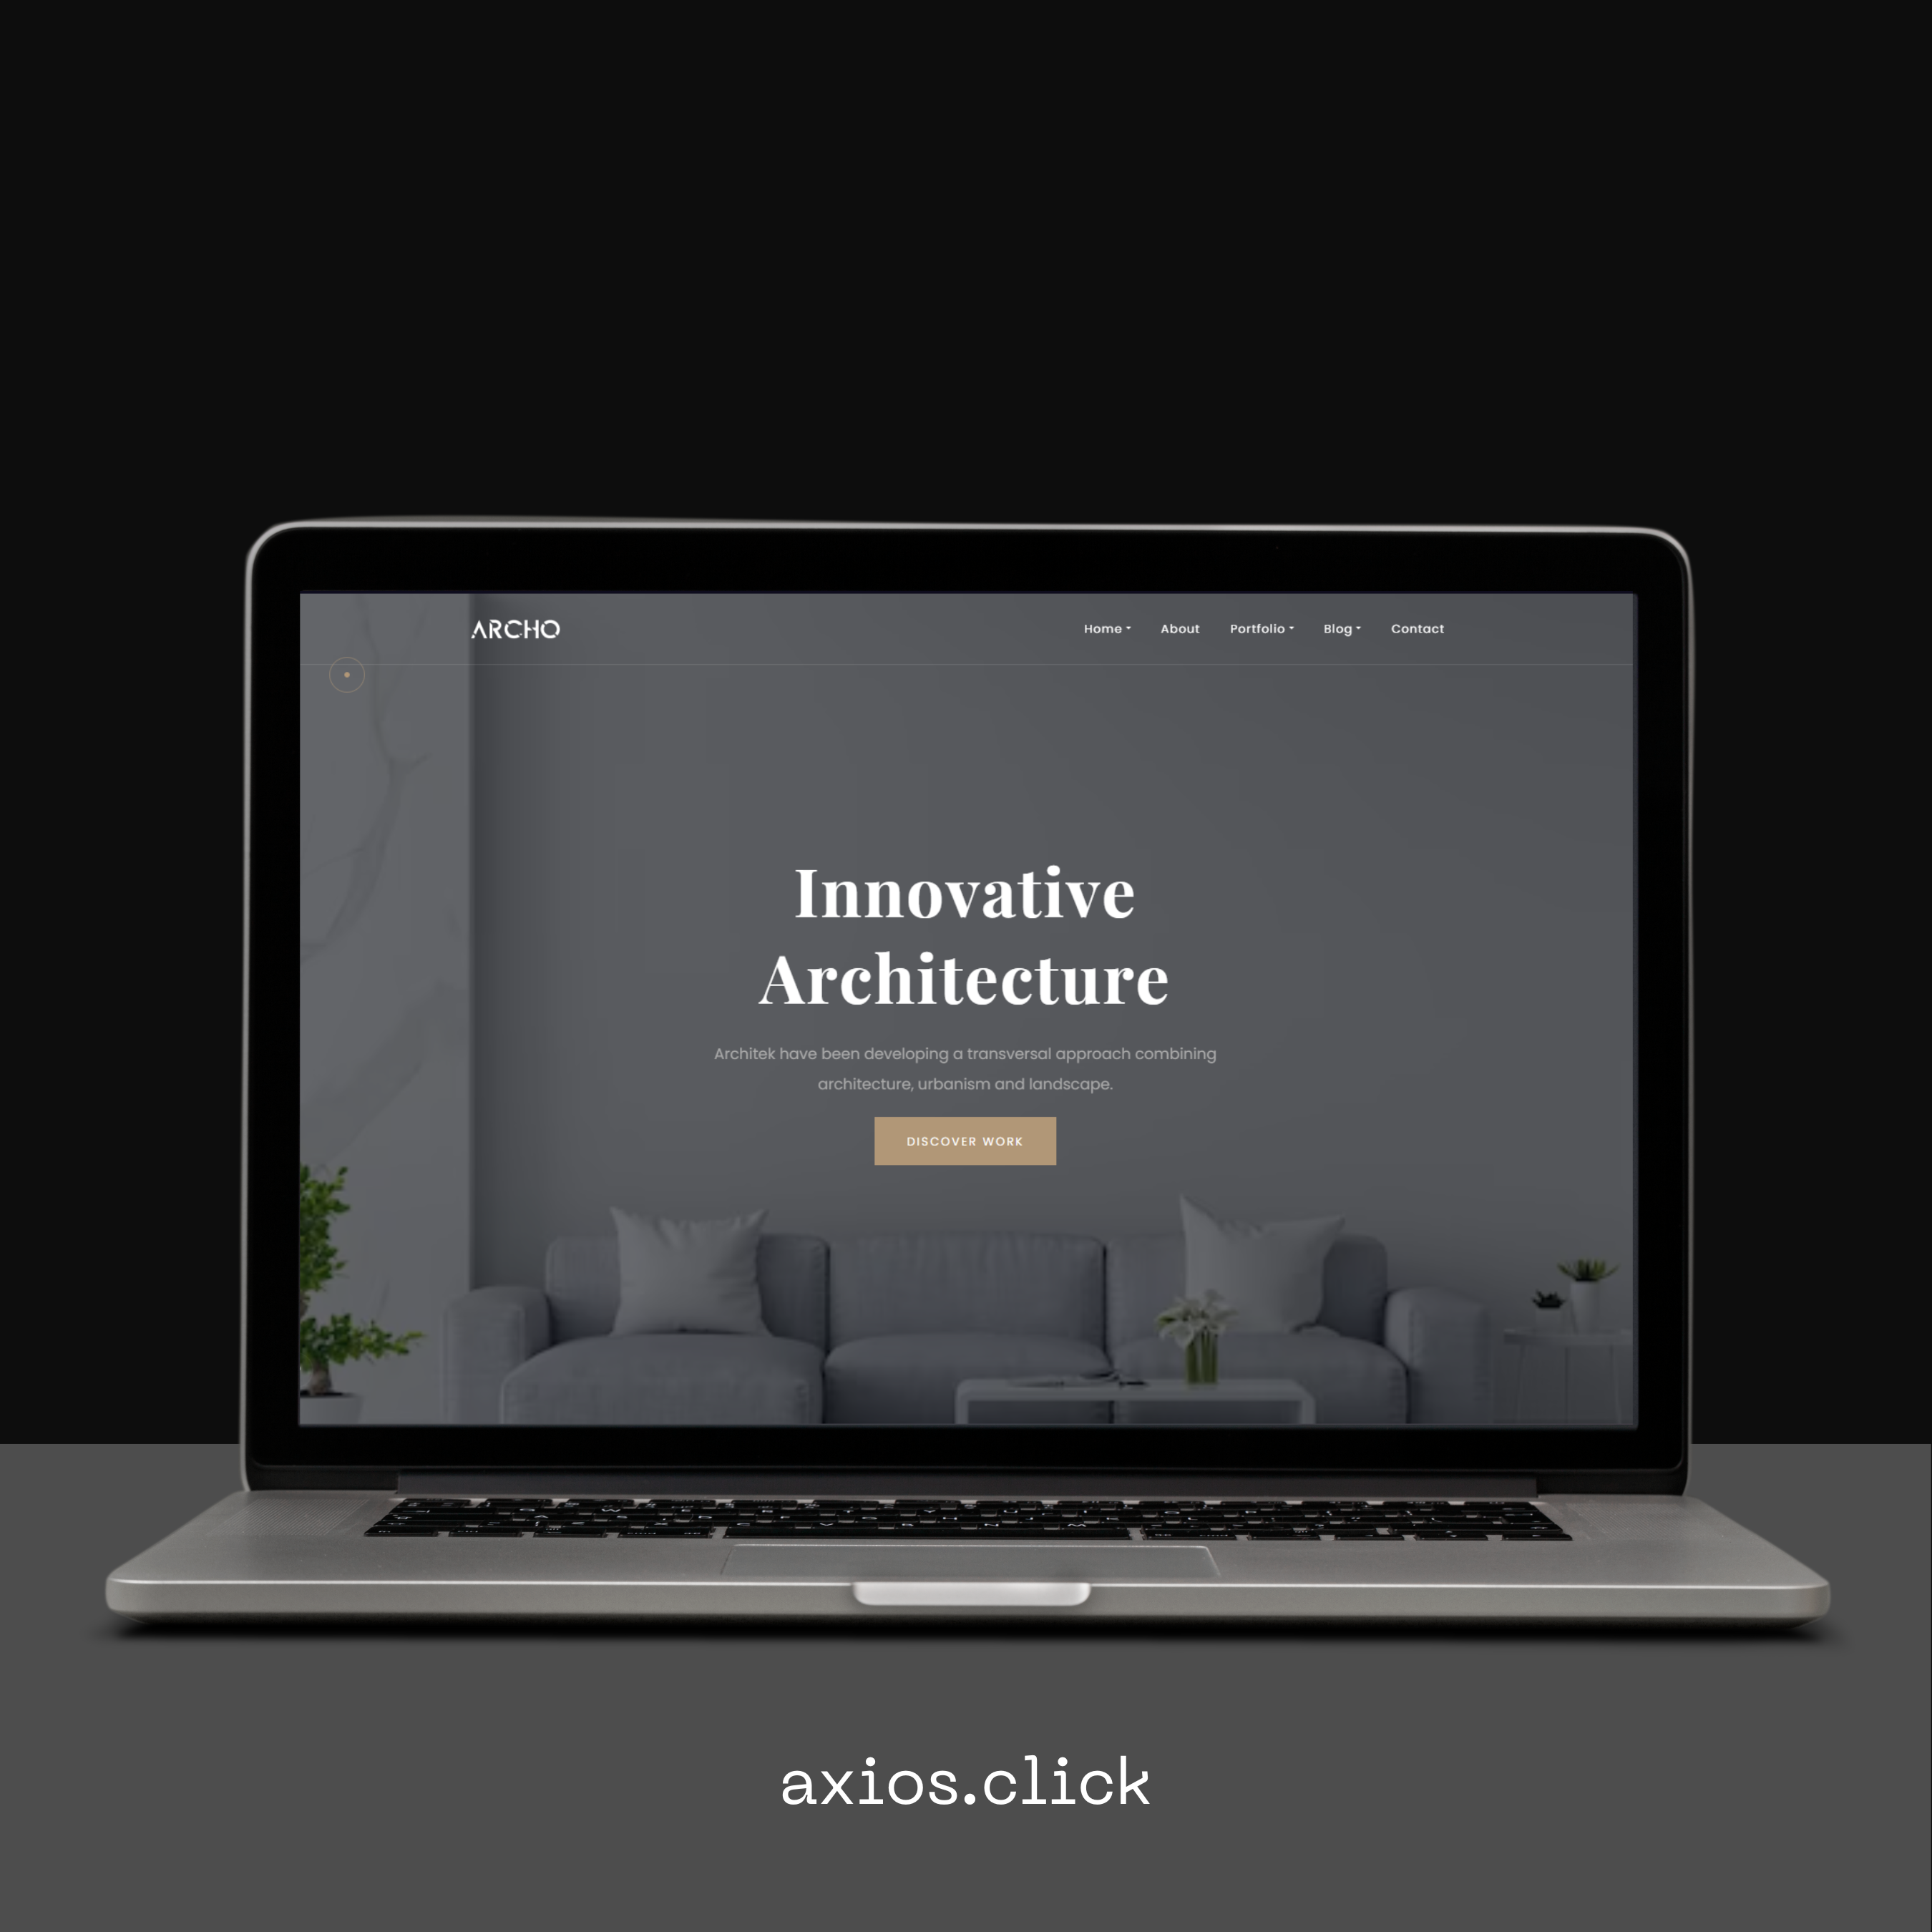 ARCHO
Home About Portfolio Blog Contact
Innovative
Architecture
Architek have been developing a transversal approach combining
architecture, urbanism and landscape.
DISCOVER WORK
axios.click